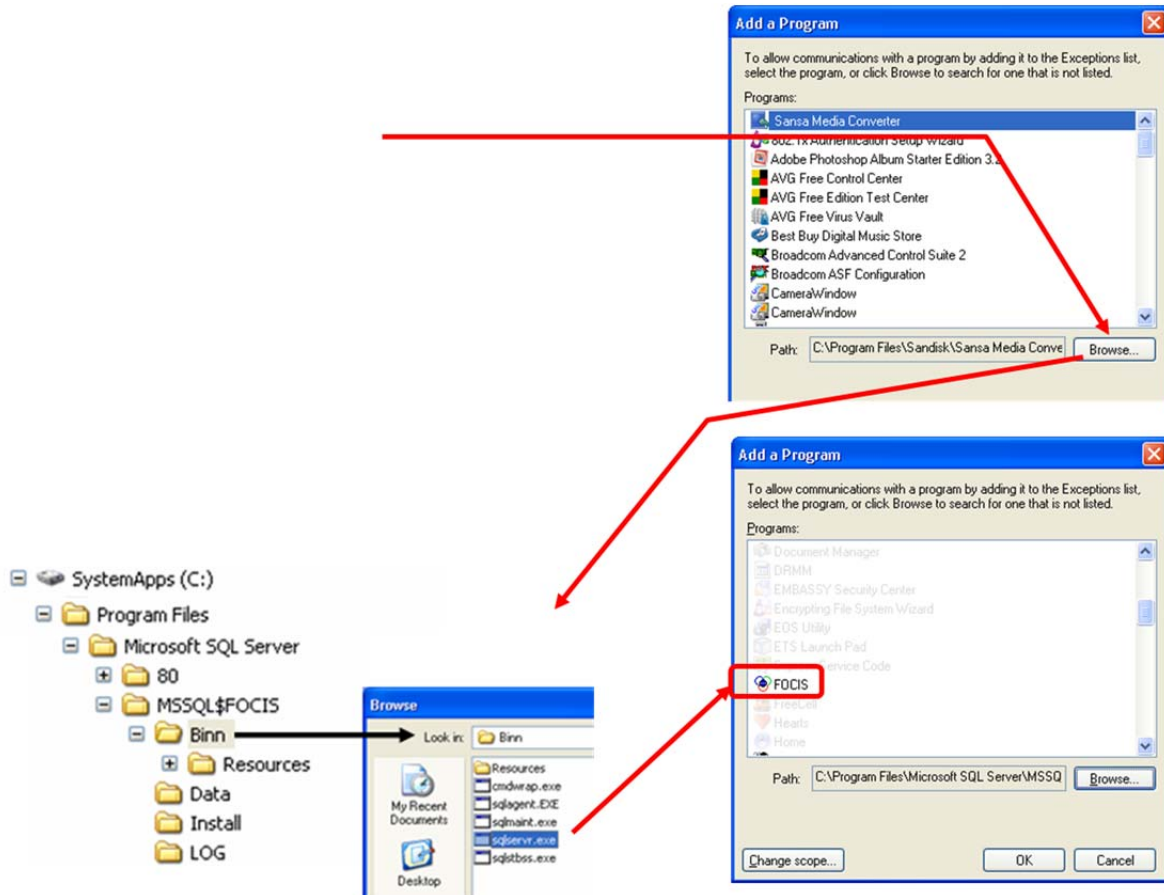 Add a Program
To allow communications with a program by adding it to the Exceptions list,
select the program, or click Browse to search for one that is not listed.
Programs:
Sansa Media Converter
802.1x Authentication Setup Wizard
Adobe Photoshop Album Starter Edition 3.2
AVG Free Control Center
AVG Free Edition Test Center
AVG Free Virus Vault
Best Buy Digital Music Store
Broadcom Advanced Control Suite 2
Broadcom ASF Configuration
CameraWindow
CameraWindow
Path: C:\Program Files\Sandisk\Sansa Media Conve Browse...
Add a Program
To allow communications with a program by adding it to the Exceptions list,
select the program, or click Browse to search for one that is not listed.
Programs:
Document Manager
DRMM
EMBASSY Security Center
Encrypting File System Wizard
EOS Utility
ETS Launch Pad
Service Code
FOCIS
FreeCell
Hearts
Home
Path: C:\Program Files\Microsoft SQL Server\MSSQ Browse...
Change scope... OK Cancel
SystemApps (C:)
Program Files
Microsoft SQL Server
80
MSSQL$FOCIS
Binn
Resources
Data
Install
LOG
Browse
Look in: Binn
My Recent
Documents
Desktop
Resources
cmdwrap.exe
sqlagent.EXE
sqlmaint.exe
sqlservr.exe
sqlstbss.exe